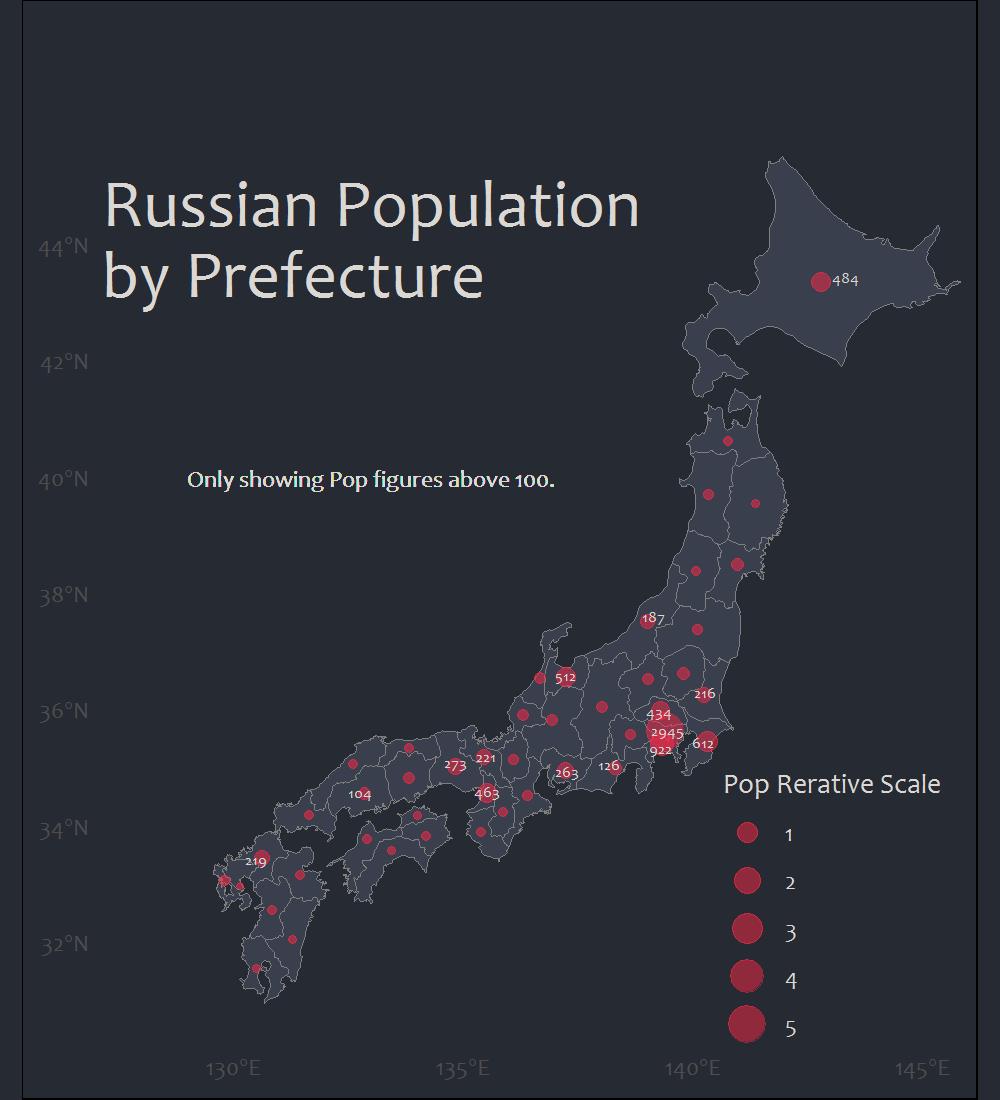 Russian Population
by Prefecture
44°N
484
42°N
40°N
Only showing Pop figures above 100.
38°N
187
512
216
36°N
434
2945
612
922
221
273
263
126
Pop Rerative Scale
104
463
34°N
1
219
2
3
32°N
4
5
130°E
135°E
140°E
145°E